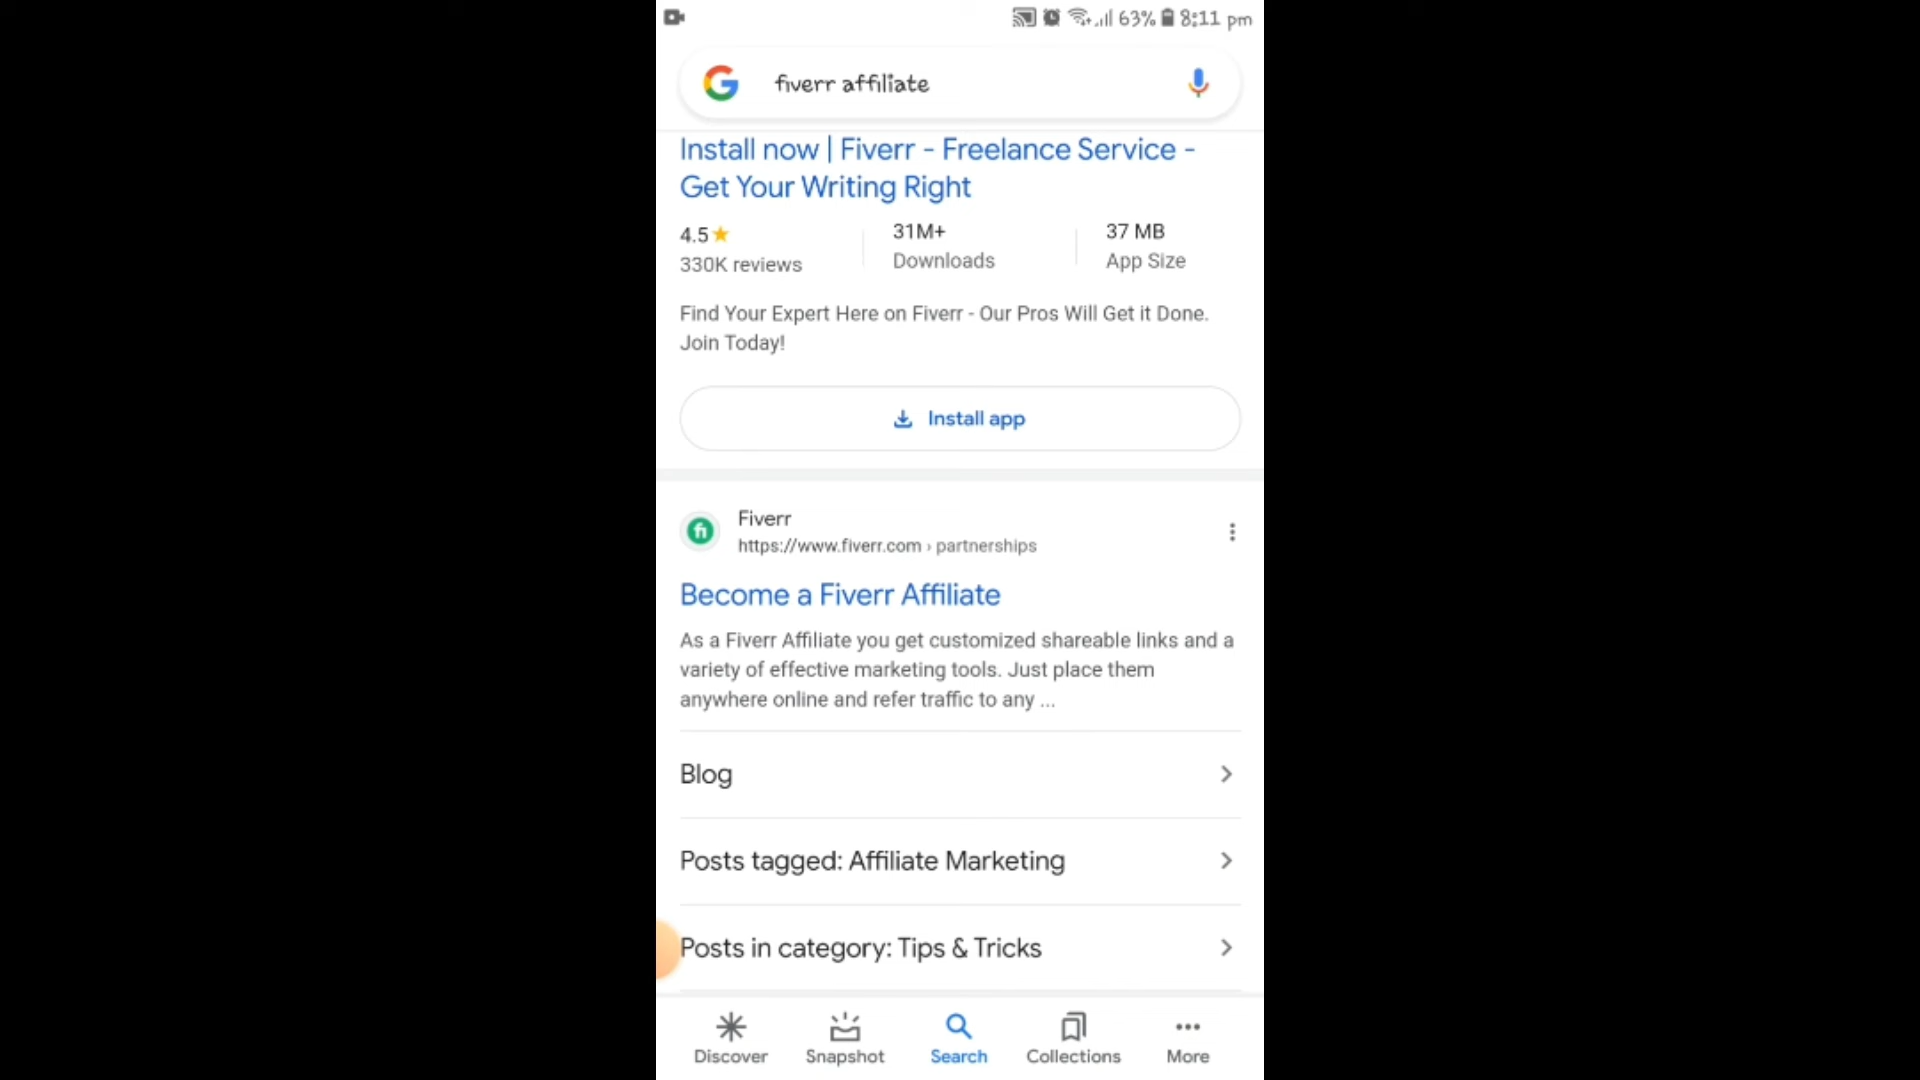 63% 8:11 pm
fiverr affiliate
Install now | Fiverr - Freelance Service -
Get Your Writing Right
4.5★ 31M+ 37 MB
330K reviews Downloads App Size
Find Your Expert Here on Fiverr - Our Pros Will Get it Done.
Join Today!
Install app
fi Fiverr
https://www.fiverr.com › partnerships
Become a Fiverr Affiliate
As a Fiverr Affiliate you get customized shareable links and a
variety of effective marketing tools. Just place them
anywhere online and refer traffic to any ...
Blog
Posts tagged: Affiliate Marketing
Posts in category: Tips & Tricks
Discover Snapshot Search Collections More